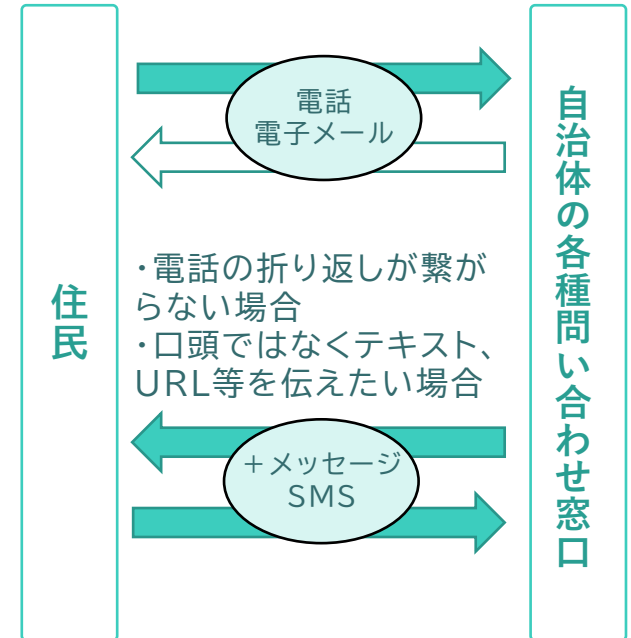 電話
電子メール
住民
・電話の折り返しが繋が
らない場合
・口頭ではなくテキスト、
URL等を伝えたい場合
+メッセージ
SMS
自治体の各種問い合わせ窓口